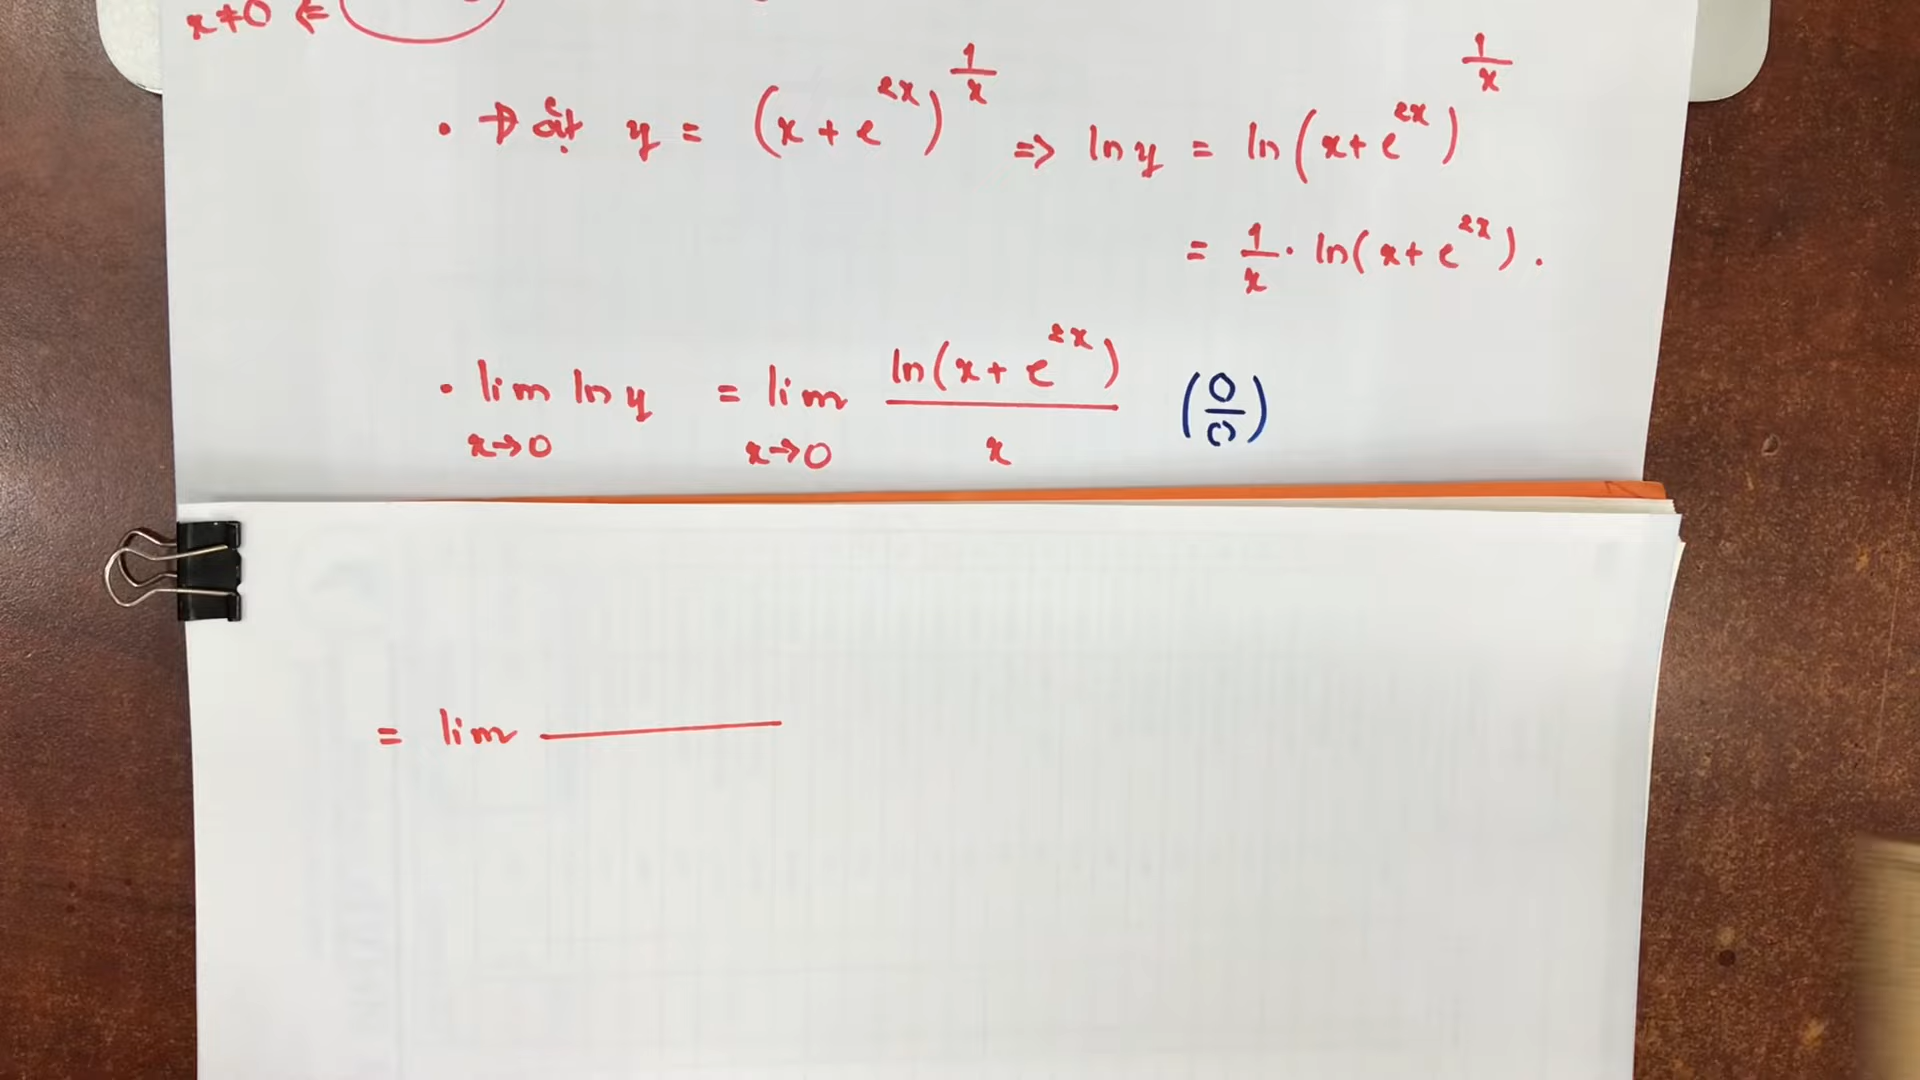 x≠0 ⇐
• Đặt y = (x + e^{2x})^{1/x} ⇒ ln y = ln(x + e^{2x})^{1/x}
= 1/x · ln(x + e^{2x}).
• lim_{x→0} ln y = lim_{x→0} ln(x + e^{2x})/x (0/0)
= lim